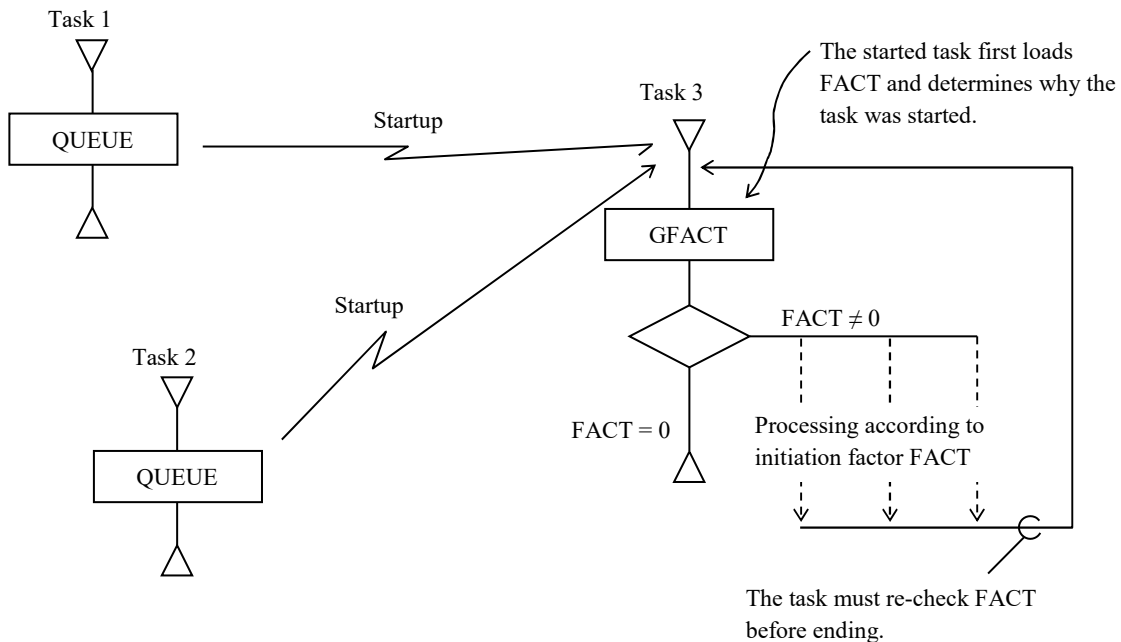 Task 1
QUEUE
Startup
Task 3
The started task first loads
FACT and determines why the
task was started.
GFACT
Startup
FACT ≠ 0
Task 2
QUEUE
FACT = 0
Processing according to
initiation factor FACT
The task must re-check FACT
before ending.